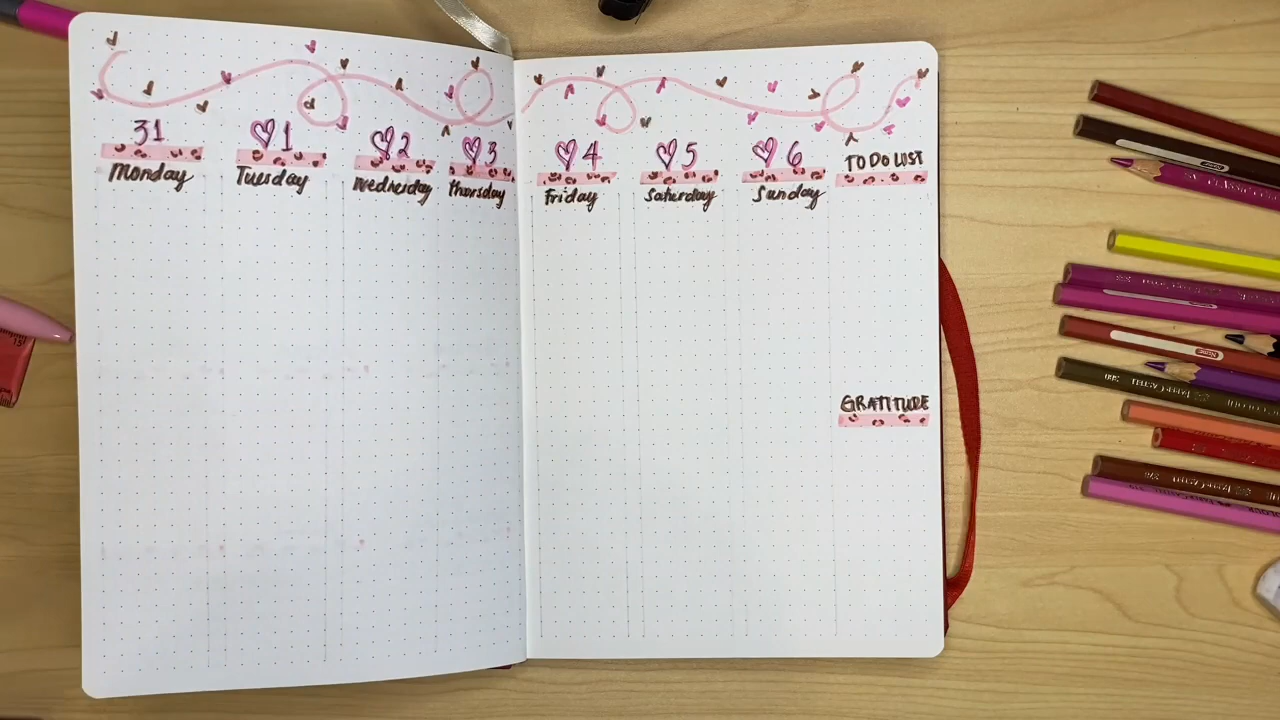 31
Monday
1
Tuesday
2
Wednesday
3
Thursday
4
Friday
5
Saturday
6
Sunday
TO DO LIST
GRATITUDE